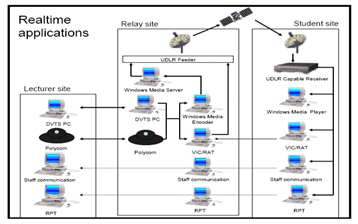 Realtime applications
Relay site
Student site
UDLR Feeder
UDLR Capable Receiver
Lecturer site
Windows Media Server
Windows Media Player
DVTS PC
DVTS PC
Windows Media Encoder
Polycom
Polycom
VIC/RAT
VIC/RAT
Staff communication
Staff communication
Staff communication
RPT
RPT
RPT